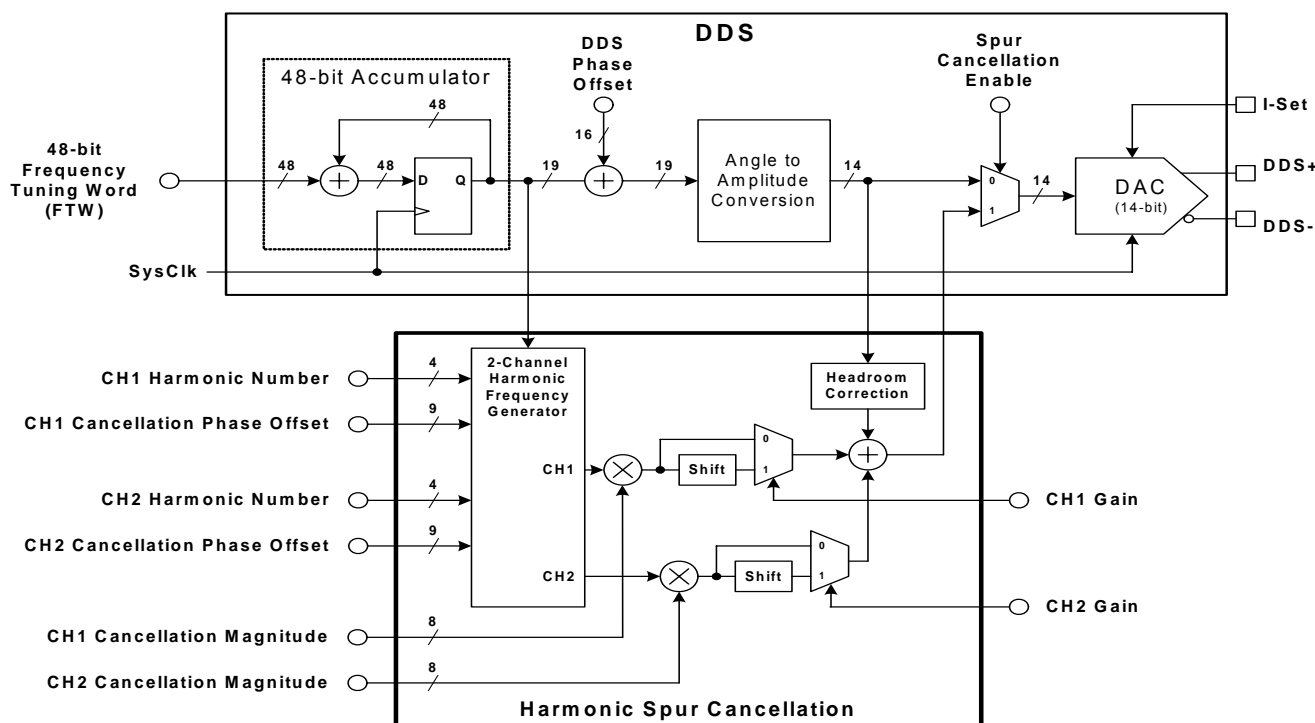 DDS
48-bit Accumulator
DDS
Phase
Offset
Spur
Cancellation
Enable
48
16
I-Set
48-bit
Frequency
Tuning Word
(FTW)
48
48
D
Q
19
19
Angle to
Amplitude
Conversion
14
0
1
14
DAC
(14-bit)
DDS+
DDS-
SysClk
CH1 Harmonic Number
4
2-Channel
Harmonic
Frequency
Generator
Headroom
Correction
CH1 Cancellation Phase Offset
9
CH1
0
Shift
1
CH2 Harmonic Number
4
CH1 Gain
CH2 Cancellation Phase Offset
9
CH2
0
Shift
1
CH2 Gain
CH1 Cancellation Magnitude
8
CH2 Cancellation Magnitude
8
Harmonic Spur Cancellation